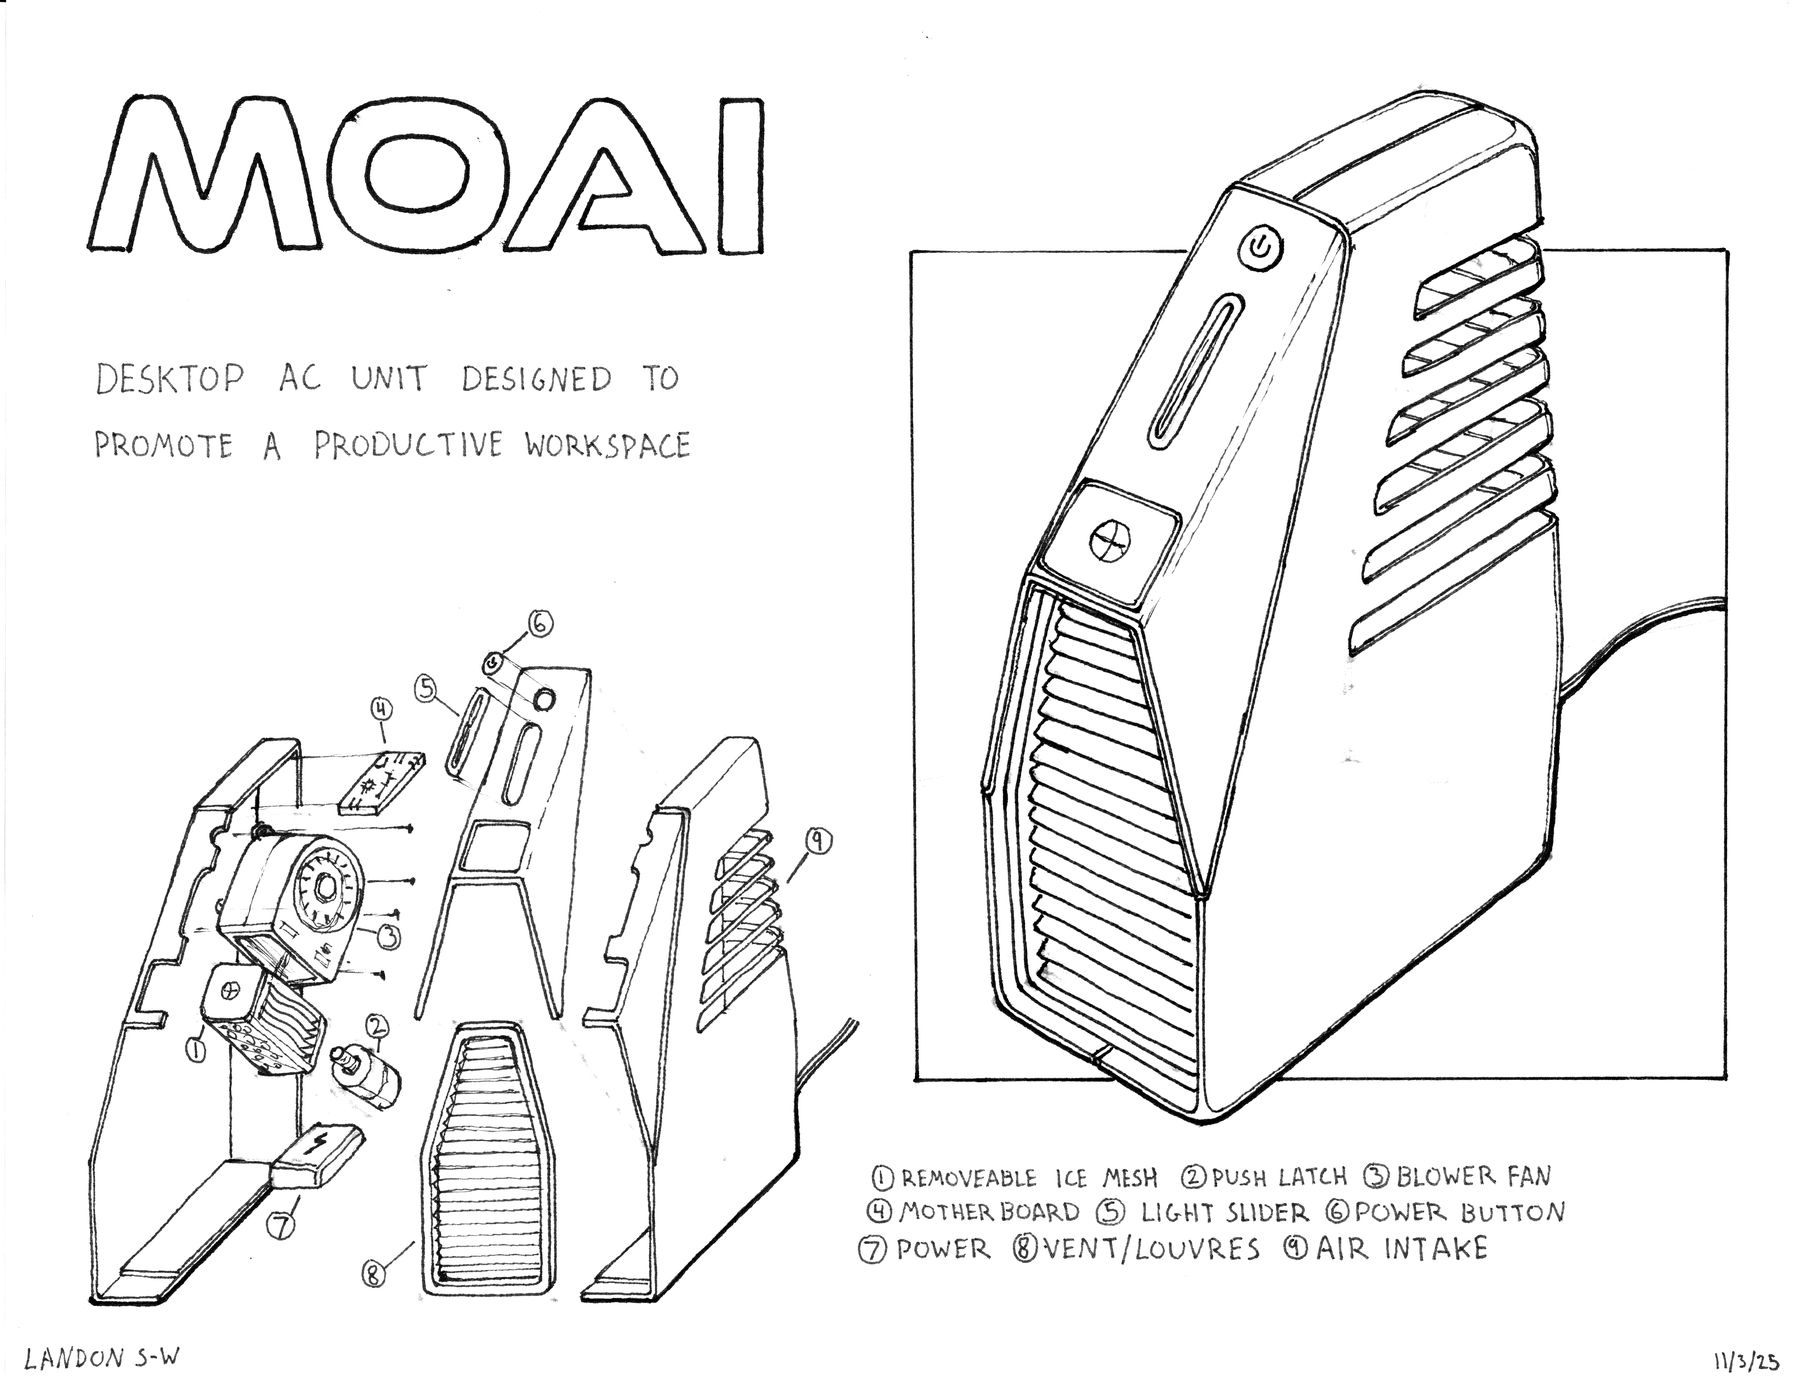 MOAI
DESKTOP AC UNIT DESIGNED TO
PROMOTE A PRODUCTIVE WORKSPACE
6
5
4
9
3
2
1
7
8
① REMOVEABLE ICE MESH ② PUSH LATCH ③ BLOWER FAN
④ MOTHER BOARD ⑤ LIGHT SLIDER ⑥ POWER BUTTON
⑦ POWER ⑧ VENT/LOUVRES ⑨ AIR INTAKE
LANDON S-W
11/3/25